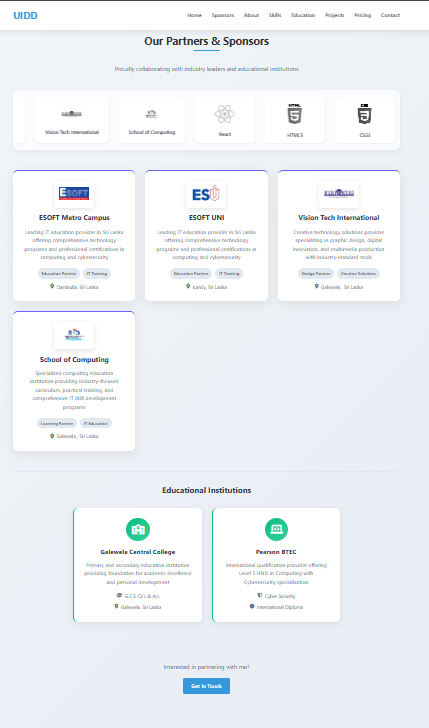 UIDD
Home Sponsors About Skills Education Projects Pricing Contact
Our Partners & Sponsors
Proudly collaborating with industry leaders and educational institutions
Vision Tech International
School of Computing
React
HTML
HTML5
CSS
CSS3
ESOFT
ESOFT Metro Campus
Leading IT education provider in Sri Lanka
offering comprehensive technology
programs and professional certifications in
computing and cybersecurity
Education Partner IT Training
Dambulla, Sri Lanka
ESU
ESOFT UNI
Leading IT education provider in Sri Lanka
offering comprehensive technology
programs and professional certifications in
computing and cybersecurity
Education Partner IT Training
Kandy, Sri Lanka
Vision Tech International
Creative technology solutions provider
specializing in graphic design, digital
innovation, and multimedia production
with industry-standard tools
Design Partner Creative Solutions
Galewela , Sri Lanka
School of Computing
Specialized computing education
institution providing industry-focused
curriculum, practical training, and
comprehensive IT skill development
programs
Learning Partner IT Education
Galewela , Sri Lanka
Educational Institutions
Galewela Central College
Primary and secondary education institution
providing foundation for academic excellence
and personal development
G.C.E. O/L & A/L
Galewela, Sri Lanka
Pearson BTEC
International qualification provider offering
Level 5 HND in Computing with
Cybersecurity specialization
Cyber Security
International Diploma
Interested in partnering with me?
Get In Touch